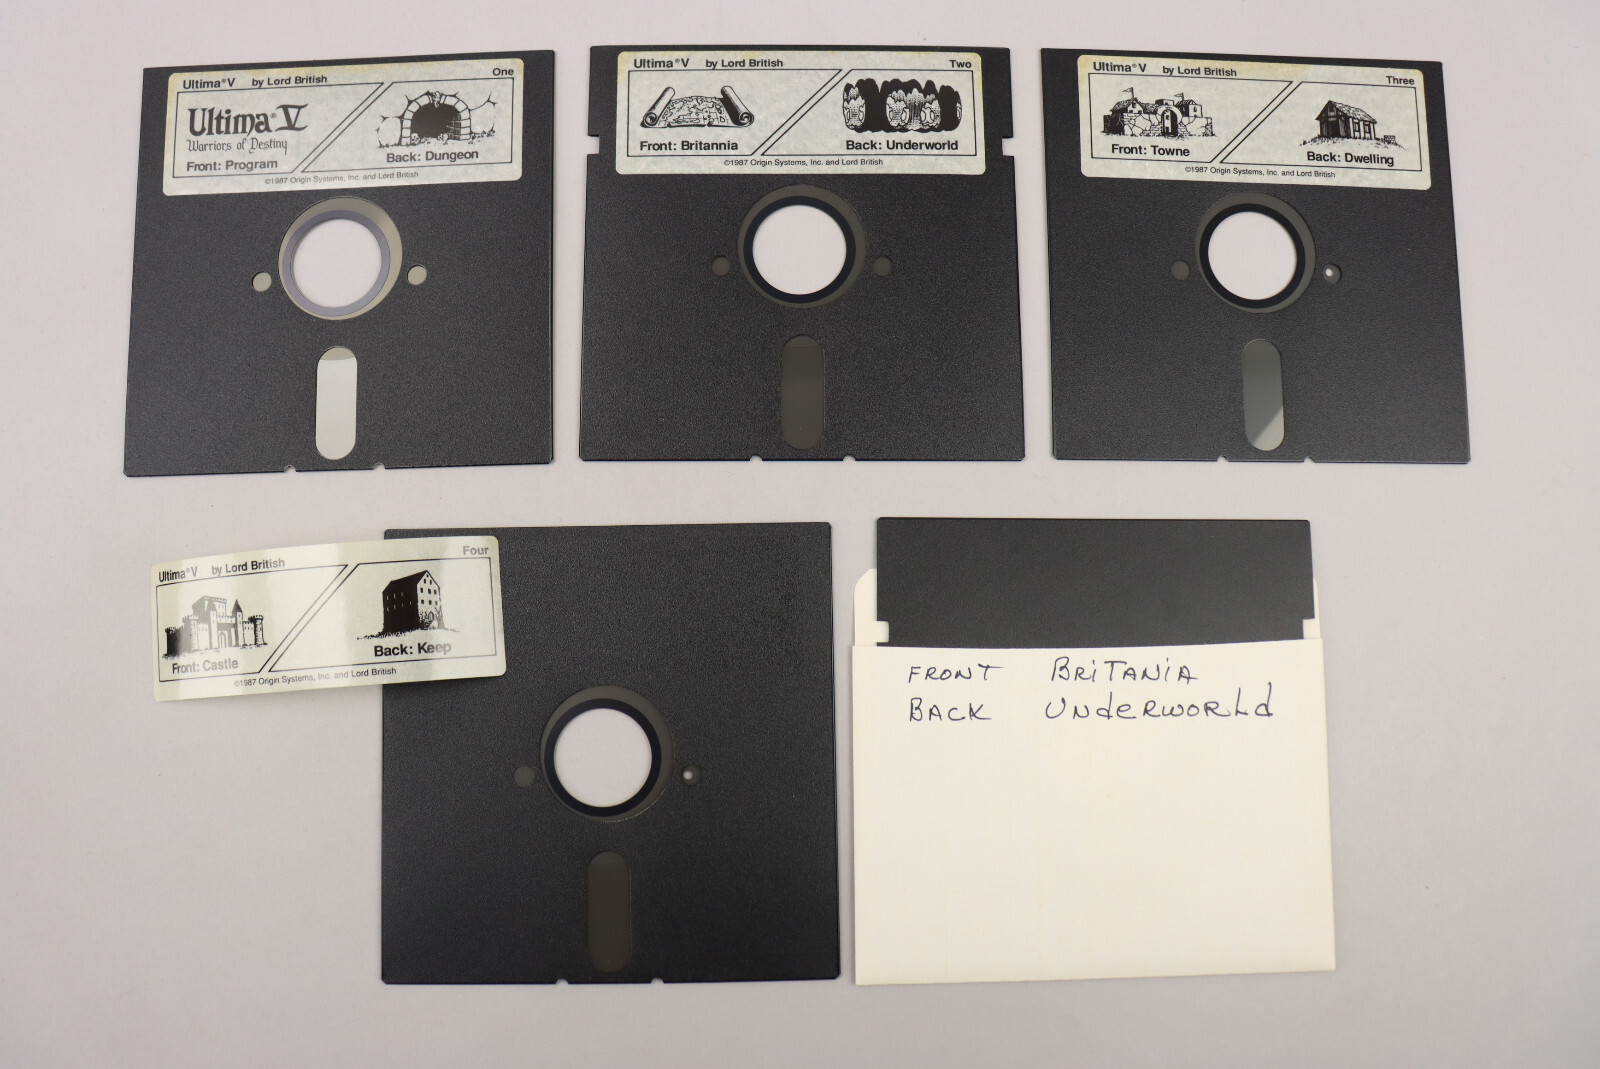 Ultima® V by Lord British One
Ultima® V
Warriors of Destiny
Front: Program
Back: Dungeon
©1987 Origin Systems, Inc. and Lord British
Ultima® V by Lord British Two
Front: Britannia
Back: Underworld
©1987 Origin Systems, Inc. and Lord British
Ultima® V by Lord British Three
Front: Towne
Back: Dwelling
©1987 Origin Systems, Inc. and Lord British
Ultima® V by Lord British Four
Front: Castle
Back: Keep
©1987 Origin Systems, Inc. and Lord British
FRONT BRITANIA
BACK UNdERWORLd